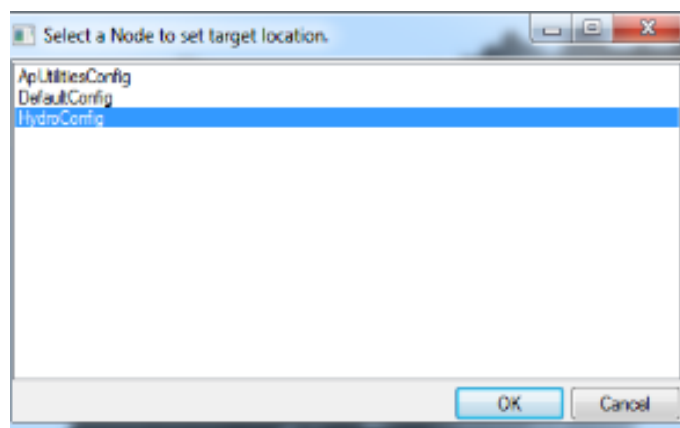 Select a Node to set target location.
ApUtilitiesConfig
DefaultConfig
HydroConfig
OK Cancel